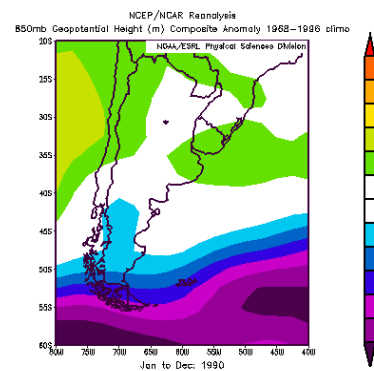 NCEP/NCAR Reanalysis
850mb Geopotential Height (m) Composite Anomaly 1968-1996 climo
NOAA/ESRL Physical Sciences Division
10S
15S
20S
25S
30S
35S
40S
45S
50S
55S
60S
80W 75W 70W 65W 60W 55W 50W 45W 40W
Jan to Dec: 1990